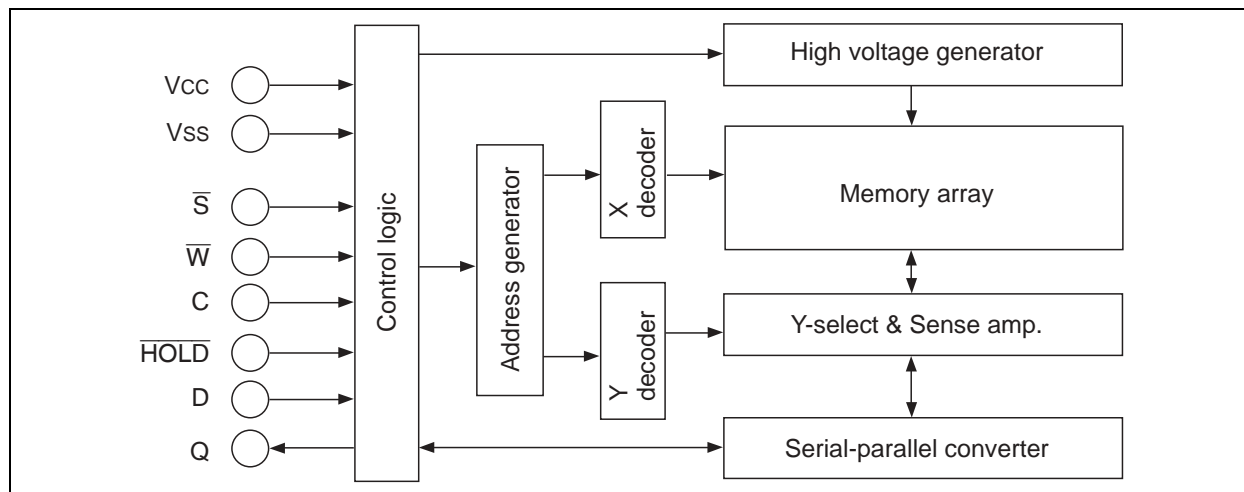 Vcc
Vss
S̅
W̅
C
H̅O̅L̅D̅
D
Q
Control logic
Address generator
X
decoder
Y
decoder
High voltage generator
Memory array
Y-select & Sense amp.
Serial-parallel converter